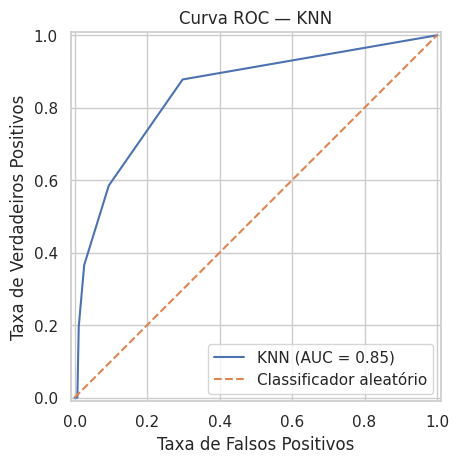 Curva ROC — KNN
Taxa de Verdadeiros Positivos
1.0
0.8
0.6
0.4
0.2
0.0
0.0 0.2 0.4 0.6 0.8 1.0
Taxa de Falsos Positivos
KNN (AUC = 0.85)
Classificador aleatório